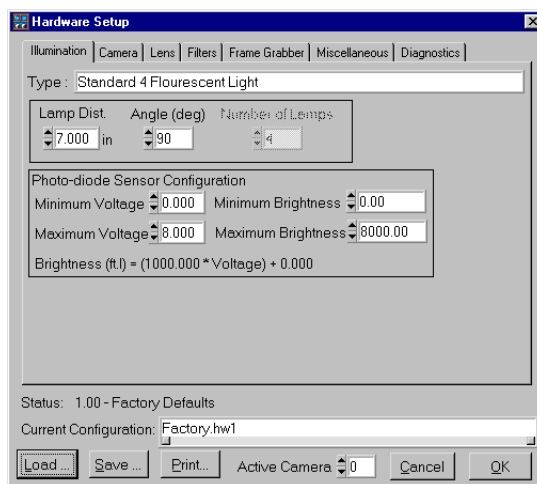 Hardware Setup
Illumination Camera Lens Filters Frame Grabber Miscellaneous Diagnostics
Type : Standard 4 Flourescent Light
Lamp Dist. Angle (deg) Number of Lamps
7.000 in 90 4
Photo-diode Sensor Configuration
Minimum Voltage 0.000 Minimum Brightness 0.00
Maximum Voltage 8.000 Maximum Brightness 8000.00
Brightness (ft.l) = (1000.000 * Voltage) + 0.000
Status: 1.00 - Factory Defaults
Current Configuration: Factory.hw1
Load ... Save ... Print... Active Camera 0 Cancel OK